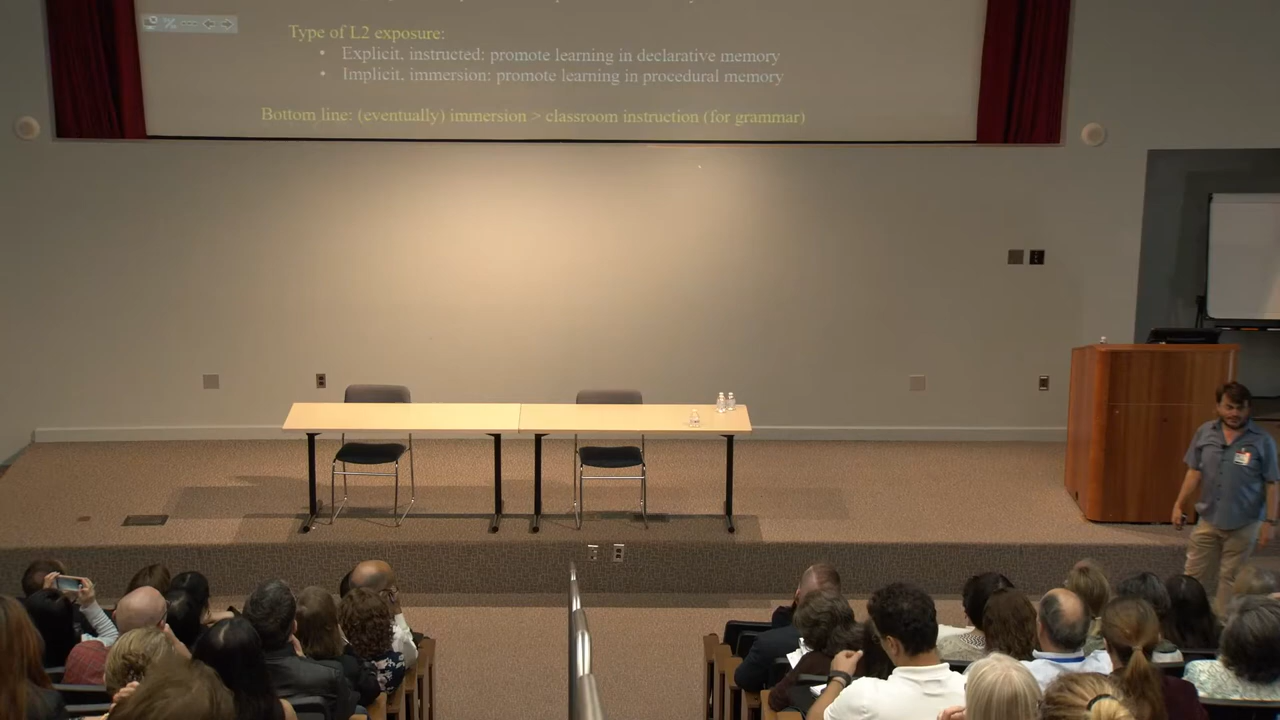 Type of L2 exposure:
• Explicit, instructed: promote learning in declarative memory
• Implicit, immersion: promote learning in procedural memory
Bottom line: (eventually) immersion > classroom instruction (for grammar)